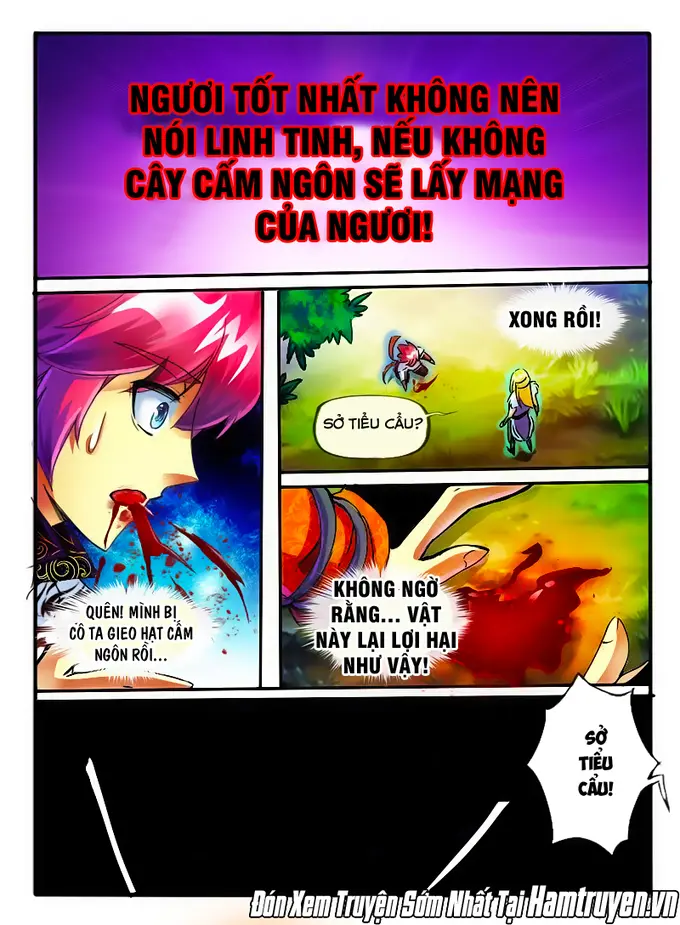 NGƯƠI TỐT NHẤT KHÔNG NÊN
NÓI LINH TINH, NẾU KHÔNG
CÂY CẤM NGÔN SẼ LẤY MẠNG
CỦA NGƯƠI!
XONG RỒI!
SỞ TIỂU CẨU?
QUÊN! MÌNH BỊ
CÔ TA GIEO HẠT CẤM
NGÔN RỒI...
KHÔNG NGỜ
RẰNG... VẬT
NÀY LẠI LỢI HẠI
NHƯ VẬY!
SỞ
TIỂU
CẨU!
Đón Xem Truyện Sớm Nhất Tại Hamtruyen.vn